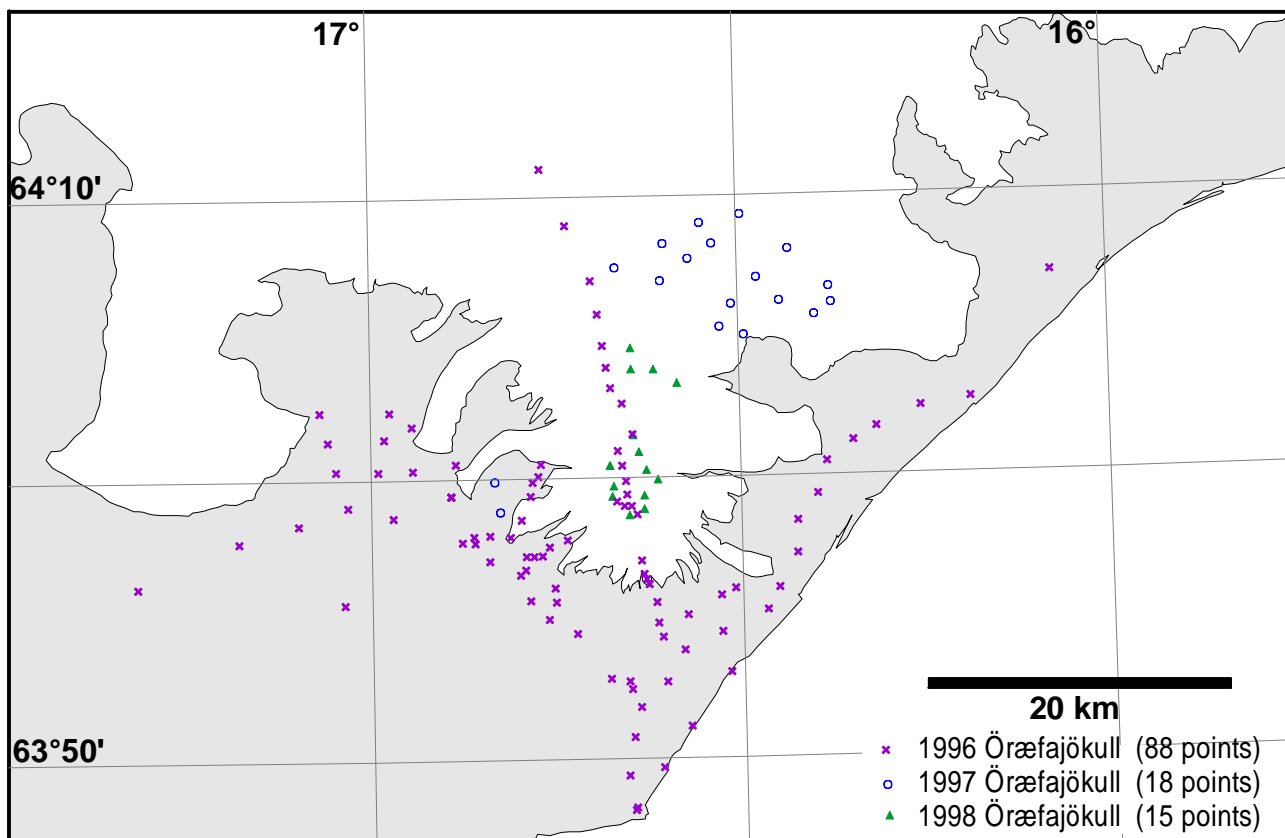 17°
16°
64°10'
63°50'
20 km
1996 Öræfajökull (88 points)
1997 Öræfajökull (18 points)
1998 Öræfajökull (15 points)